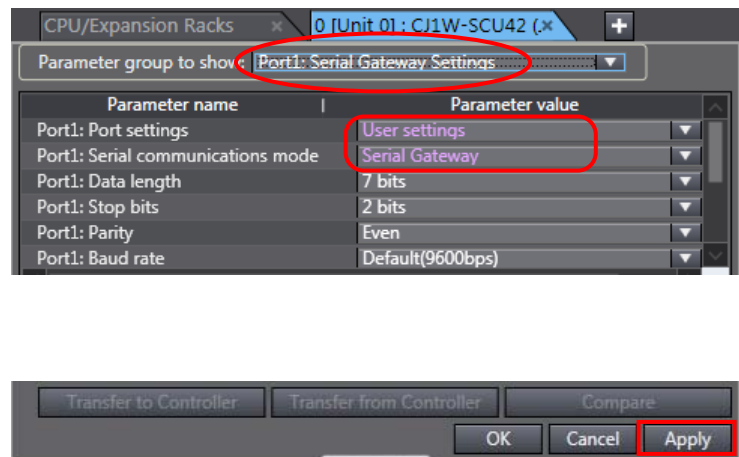 CPU/Expansion Racks × 0 [Unit 0] : CJ1W-SCU42 (.× +
Parameter group to show: Port1: Serial Gateway Settings
Parameter name | Parameter value
Port1: Port settings User settings
Port1: Serial communications mode Serial Gateway
Port1: Data length 7 bits
Port1: Stop bits 2 bits
Port1: Parity Even
Port1: Baud rate Default(9600bps)
Transfer to Controller Transfer from Controller Compare
OK Cancel Apply